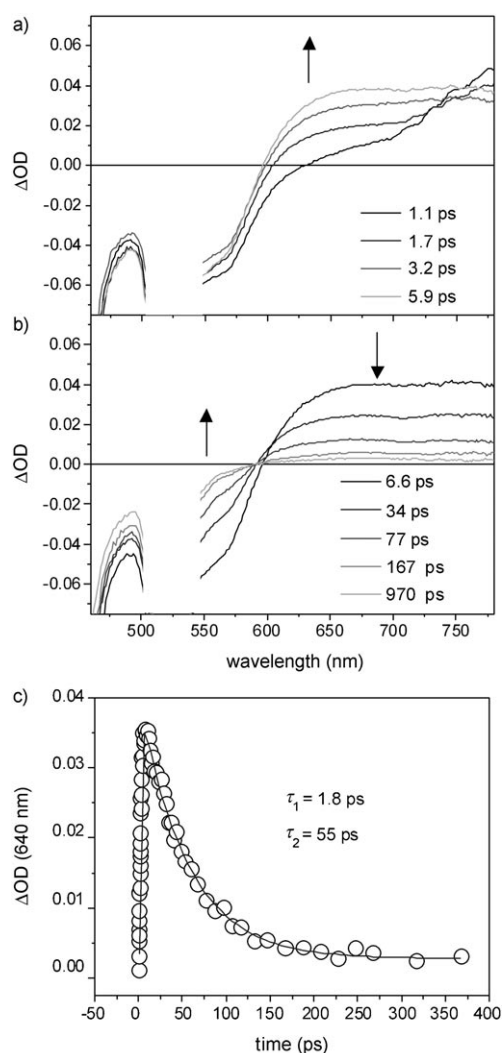 a)
0.06
0.04
0.02
0.00
-0.02
-0.04
-0.06
ΔOD
1.1 ps
1.7 ps
3.2 ps
5.9 ps
b)
0.04
0.02
0.00
-0.02
-0.04
-0.06
ΔOD
6.6 ps
34 ps
77 ps
167 ps
970 ps
500 550 600 650 700 750
wavelength (nm)
c)
0.04
0.03
0.02
0.01
0.00
ΔOD (640 nm)
τ1 = 1.8 ps
τ2 = 55 ps
-50 0 50 100 150 200 250 300 350 400
time (ps)